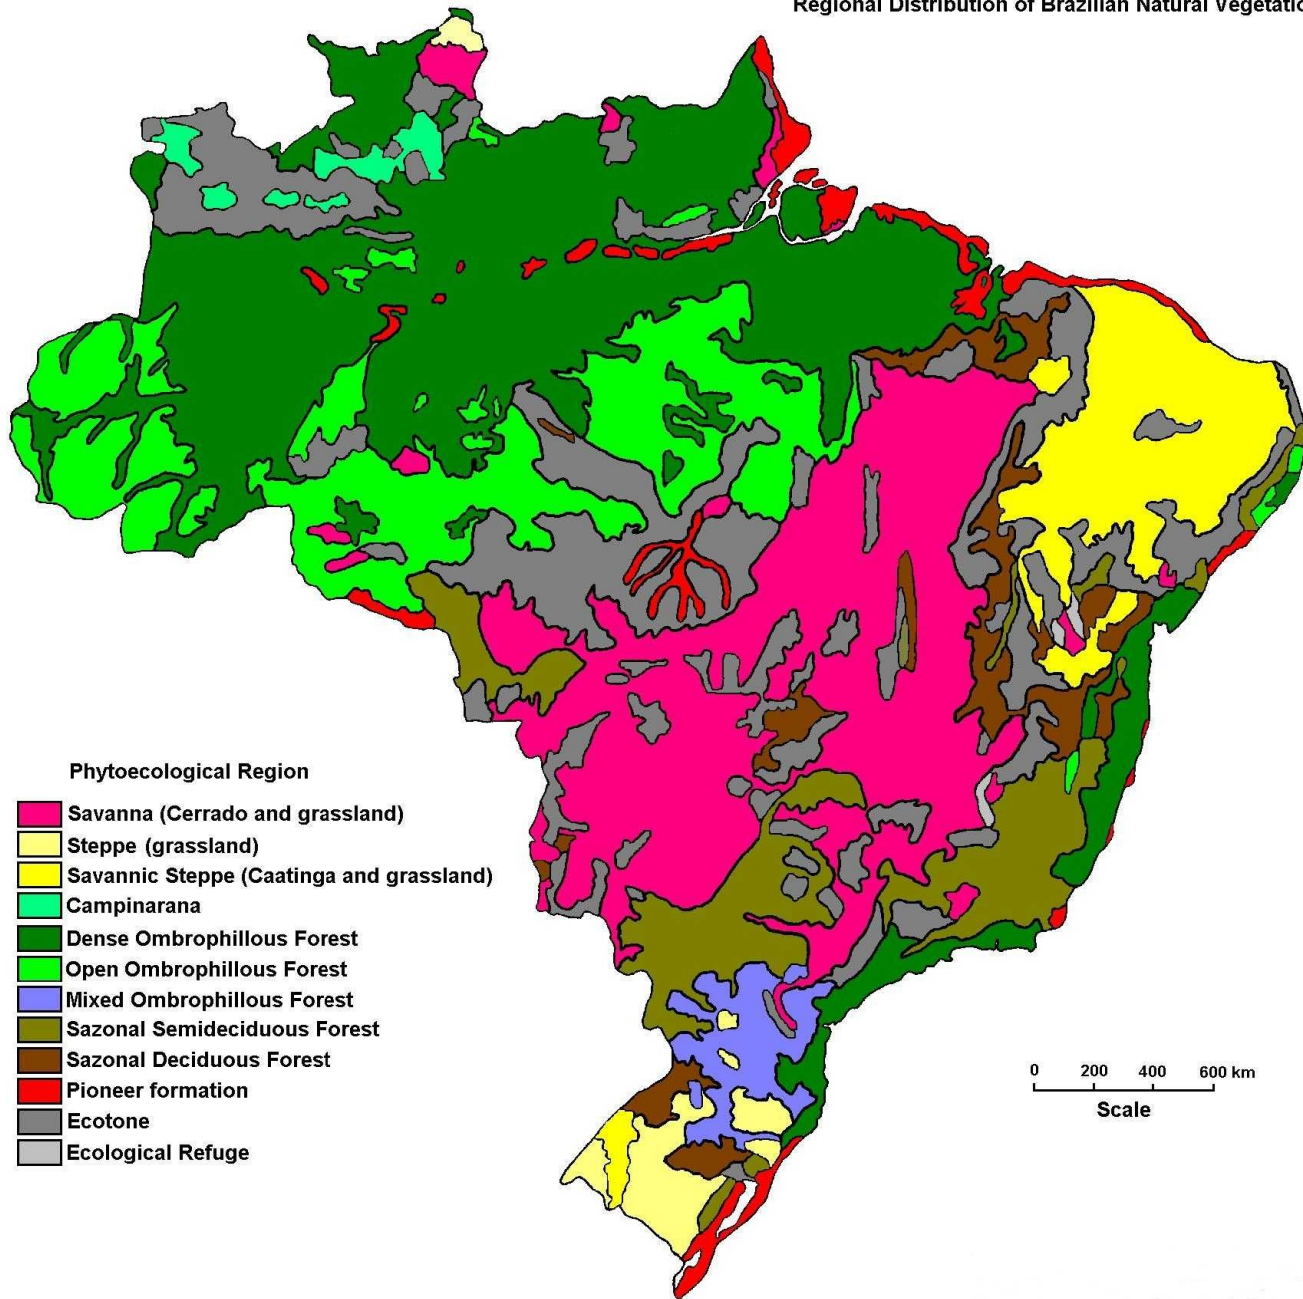 Regional Distribution of Brazilian Natural Vegetatio
Phytoecological Region
Savanna (Cerrado and grassland)
Steppe (grassland)
Savannic Steppe (Caatinga and grassland)
Campinarana
Dense Ombrophillous Forest
Open Ombrophillous Forest
Mixed Ombrophillous Forest
Sazonal Semideciduous Forest
Sazonal Deciduous Forest
Pioneer formation
Ecotone
Ecological Refuge
0 200 400 600 km
Scale